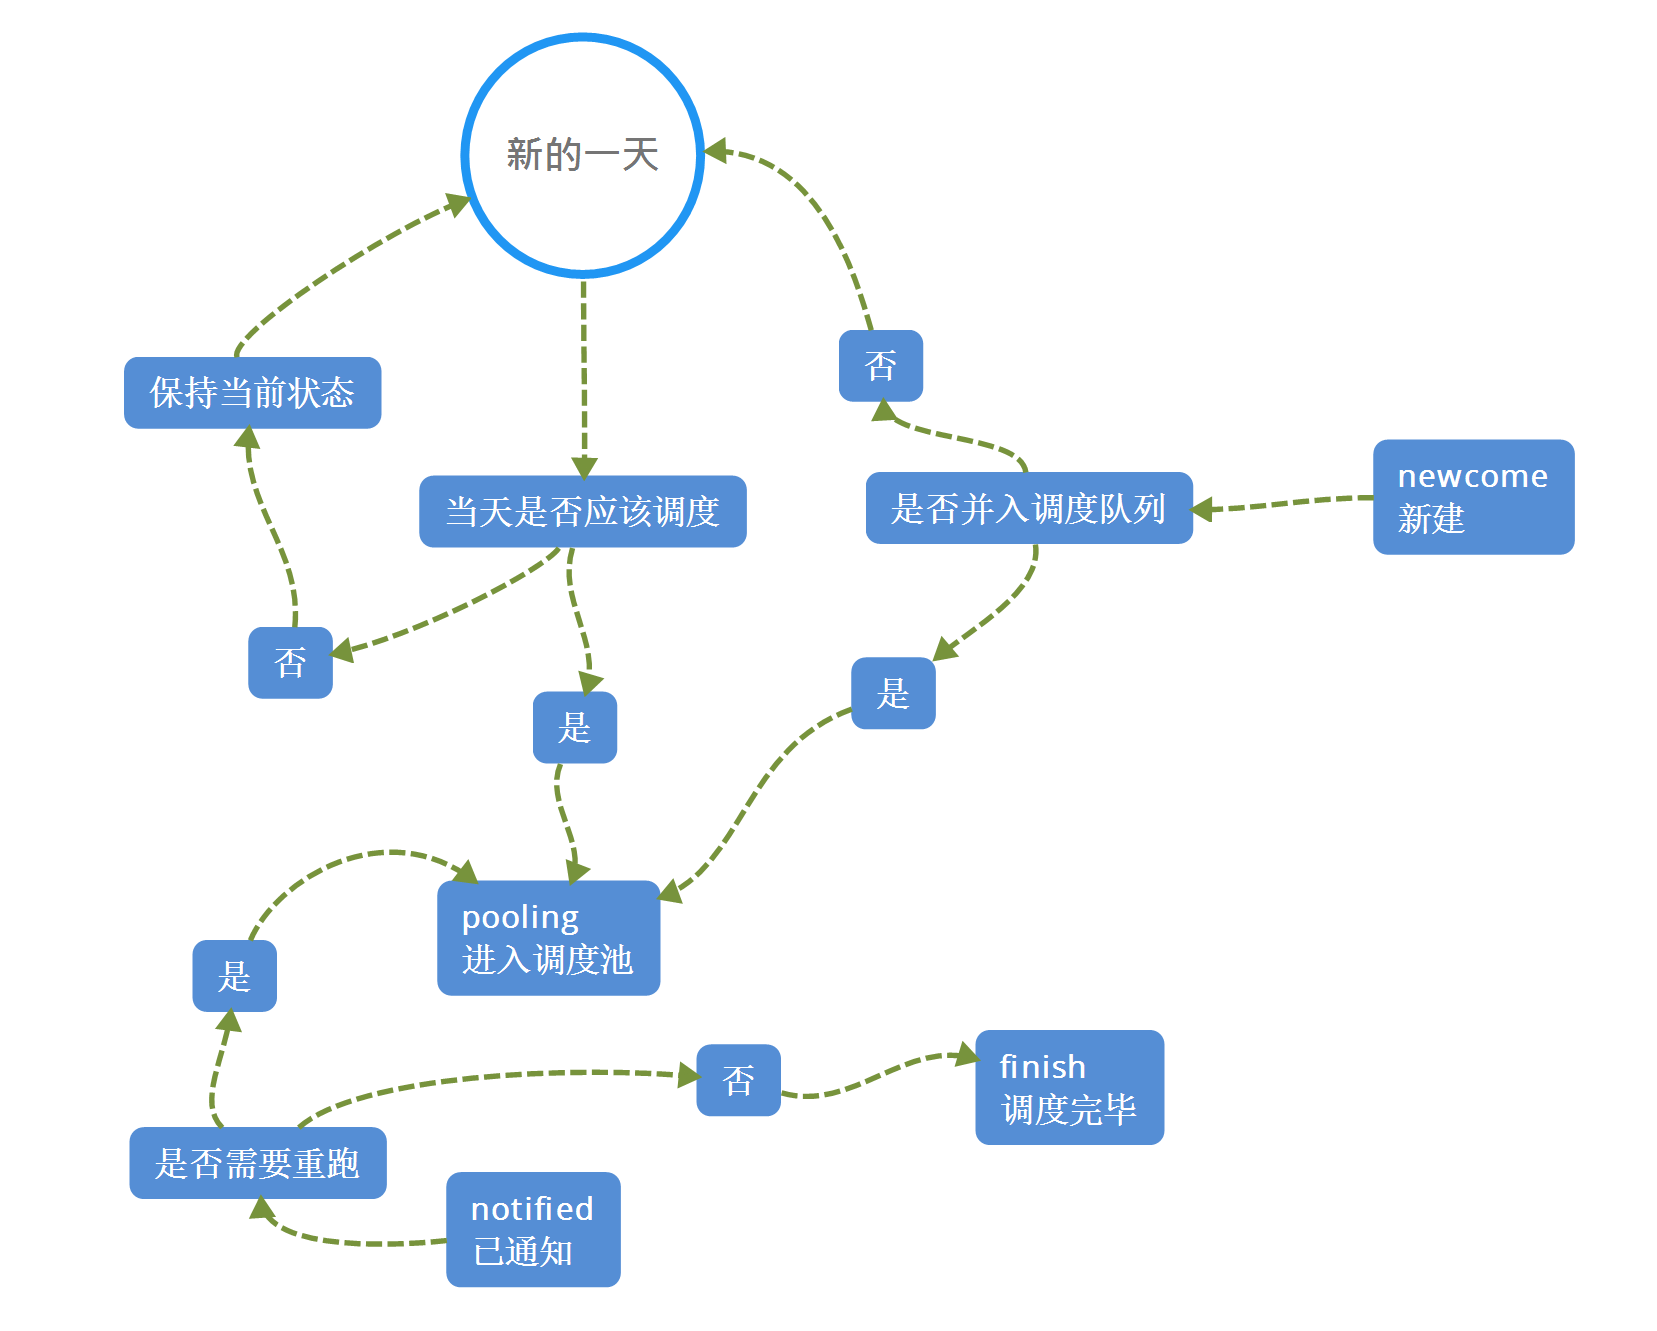 新的一天
否
保持当前状态
newcome
新建
当天是否应该调度
是否并入调度队列
否
是
是
pooling
进入调度池
是
否
finish
调度完毕
是否需要重跑
notified
已通知